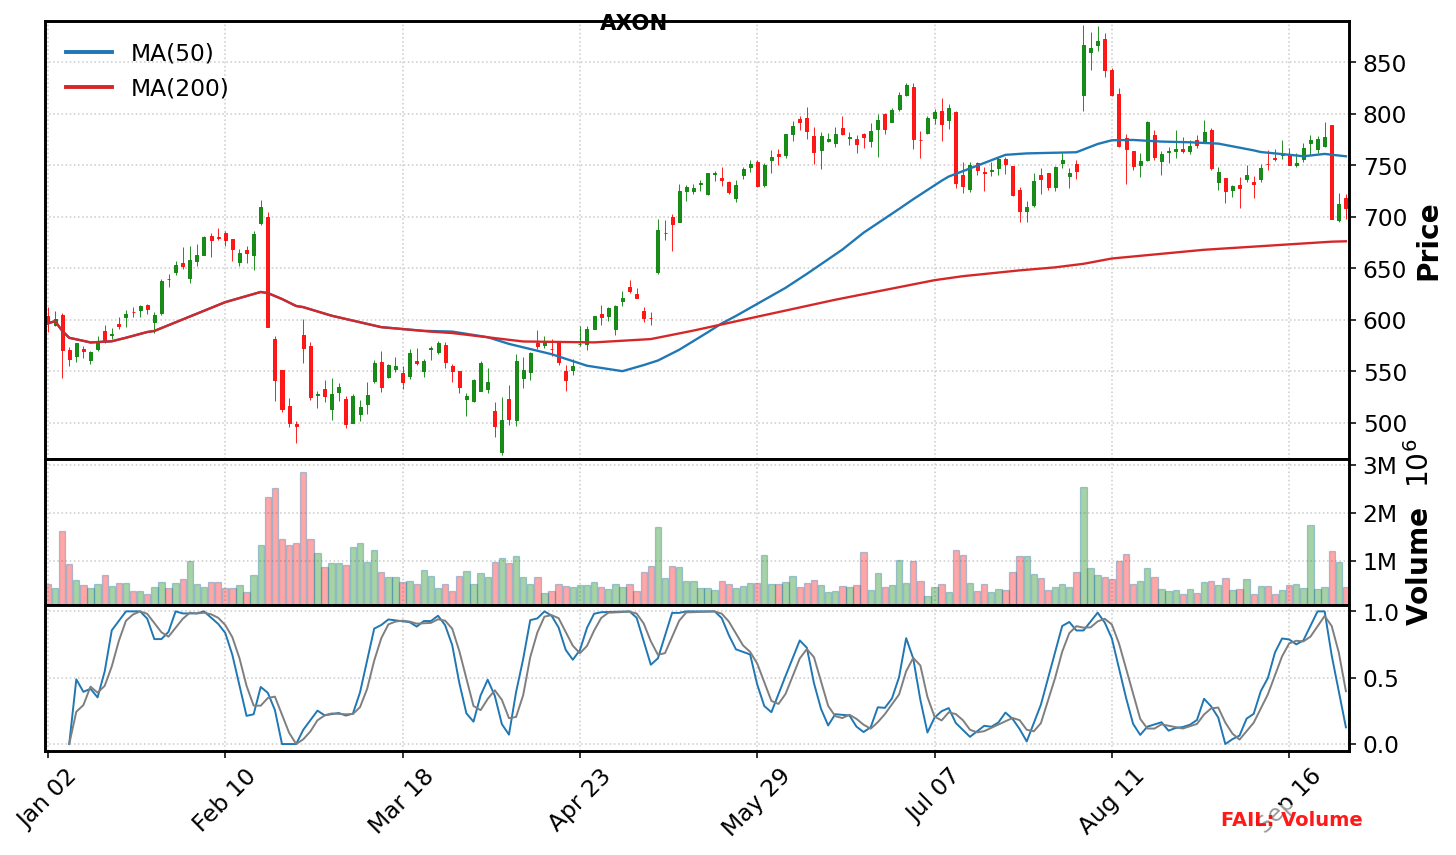 AXON
MA(50)
MA(200)
850
800
750
700
650
600
550
500
Price
3M
2M
1M
Volume 10^6
1.0
0.5
0.0
Jan 02
Feb 10
Mar 18
Apr 23
May 29
Jul 07
Aug 11
Sep 16
FAIL: Volume